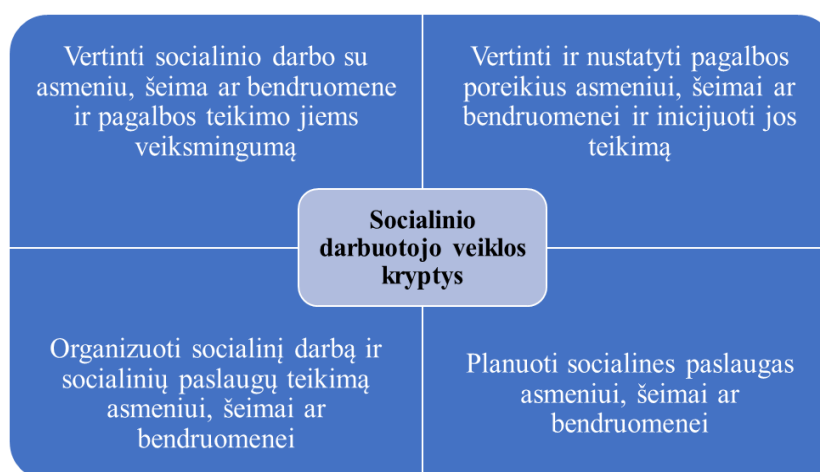 Vertinti socialinio darbo su
asmeniu, šeima ar bendruomene
ir pagalbos teikimo jiems
veiksmingumą
Vertinti ir nustatyti pagalbos
poreikius asmeniui, šeimai ar
bendruomenei ir inicijuoti jos
teikimą
Socialinio
darbuotojo veiklos
kryptys
Organizuoti socialinį darbą ir
socialinių paslaugų teikimą
asmeniui, šeimai ar
bendruomenei
Planuoti socialines paslaugas
asmeniui, šeimai ar
bendruomenei